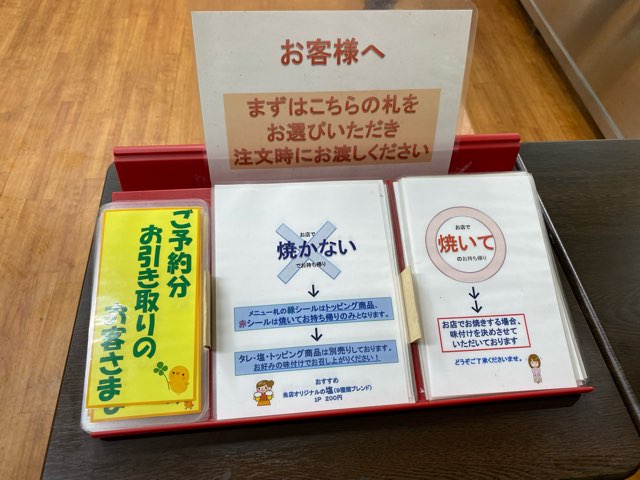 お客様へ
まずはこちらの札を
お選びいただき
注文時にお渡しください
ご予約分
お引き取りの
お客さま
お店で
焼かない
でお持ち帰り
メニュー札の緑シールはトッピング商品、
赤シールは焼いてお持ち帰りのみとなります。
タレ・塩・トッピング商品は別売りしております。
お好みの味付けでお召し上がりください！
おすすめ
当店オリジナルの塩(9種類ブレンド)
1P 200円
お店で
焼いて
のお持ち帰り
お店でお焼きする場合、
味付けを決めさせて
いただいております
どうぞご了承くださいませ。